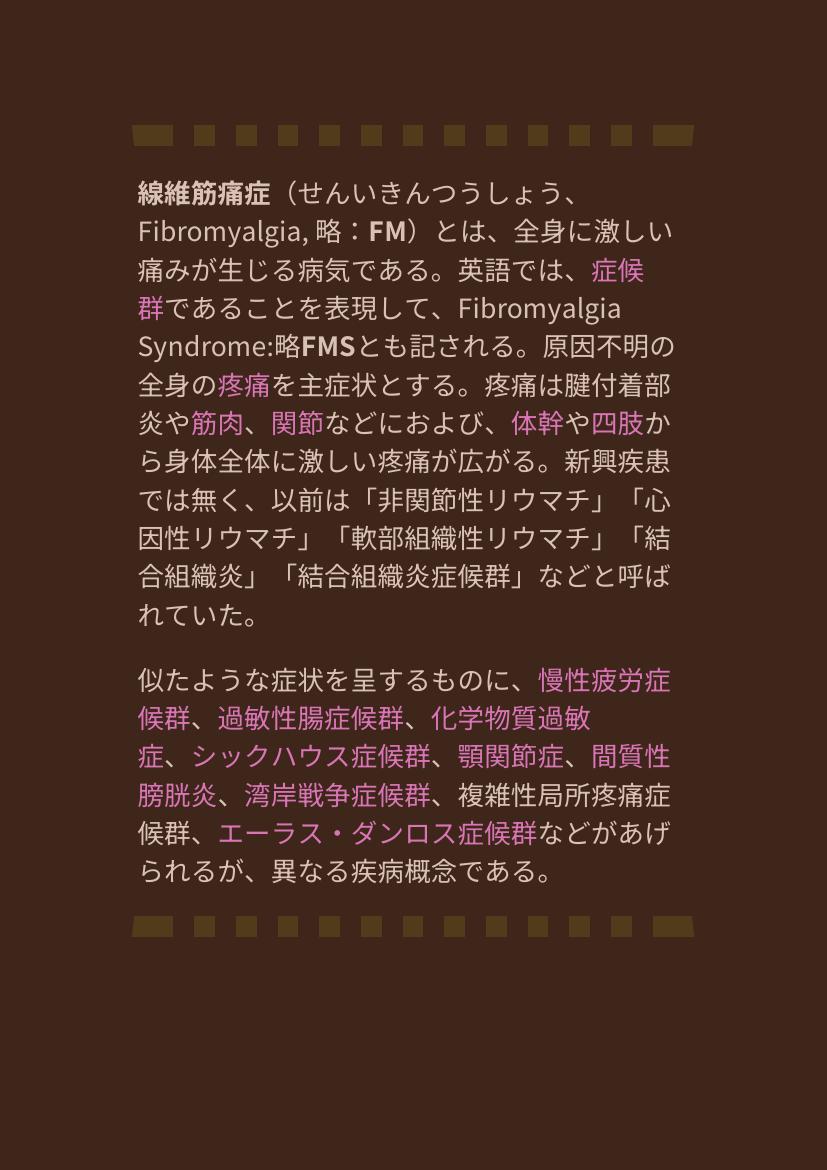 線維筋痛症（せんいきんつうしょう、
Fibromyalgia, 略：FM）とは、全身に激しい
痛みが生じる病気である。英語では、症候
群であることを表現して、Fibromyalgia
Syndrome:略FMSとも記される。原因不明の
全身の疼痛を主症状とする。疼痛は腱付着部
炎や筋肉、関節などにおよび、体幹や四肢か
ら身体全体に激しい疼痛が広がる。新興疾患
では無く、以前は「非関節性リウマチ」「心
因性リウマチ」「軟部組織性リウマチ」「結
合組織炎」「結合組織炎症候群」などと呼ば
れていた。
似たような症状を呈するものに、慢性疲労症
候群、過敏性腸症候群、化学物質過敏
症、シックハウス症候群、顎関節症、間質性
膀胱炎、湾岸戦争症候群、複雑性局所疼痛症
候群、エーラス・ダンロス症候群などがあげ
られるが、異なる疾病概念である。